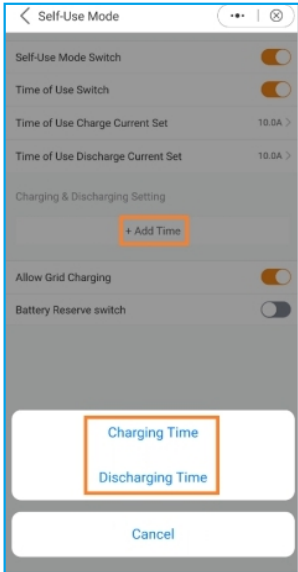 Self-Use Mode
Self-Use Mode Switch
Time of Use Switch
Time of Use Charge Current Set 10.0A >
Time of Use Discharge Current Set 10.0A >
Charging & Discharging Setting
+ Add Time
Allow Grid Charging
Battery Reserve switch
Charging Time
Discharging Time
Cancel